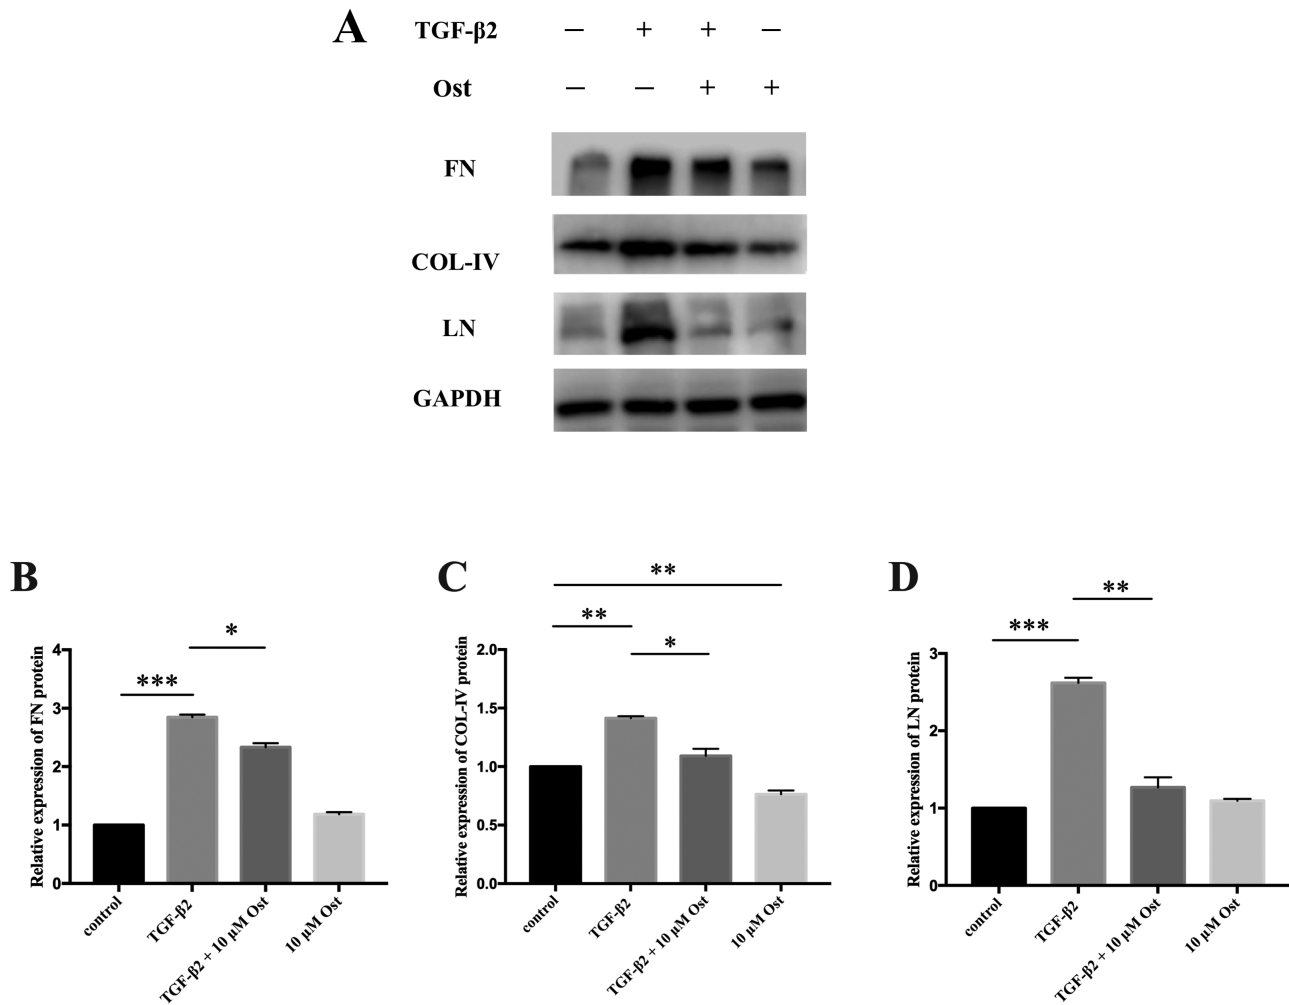 A TGF-β2 – + + –
Ost – – + +
FN
COL-IV
LN
GAPDH
B
*
***
Relative expression of FN protein
4
3
2
1
0
control
TGF-β2
TGF-β2 + 10 μM Ost
10 μM Ost
C
**
**
*
Relative expression of COL-IV protein
2.0
1.5
1.0
0.5
0.0
control
TGF-β2
TGF-β2 + 10 μM Ost
10 μM Ost
D
**
***
Relative expression of LN protein
3
2
1
0
control
TGF-β2
TGF-β2 + 10 μM Ost
10 μM Ost